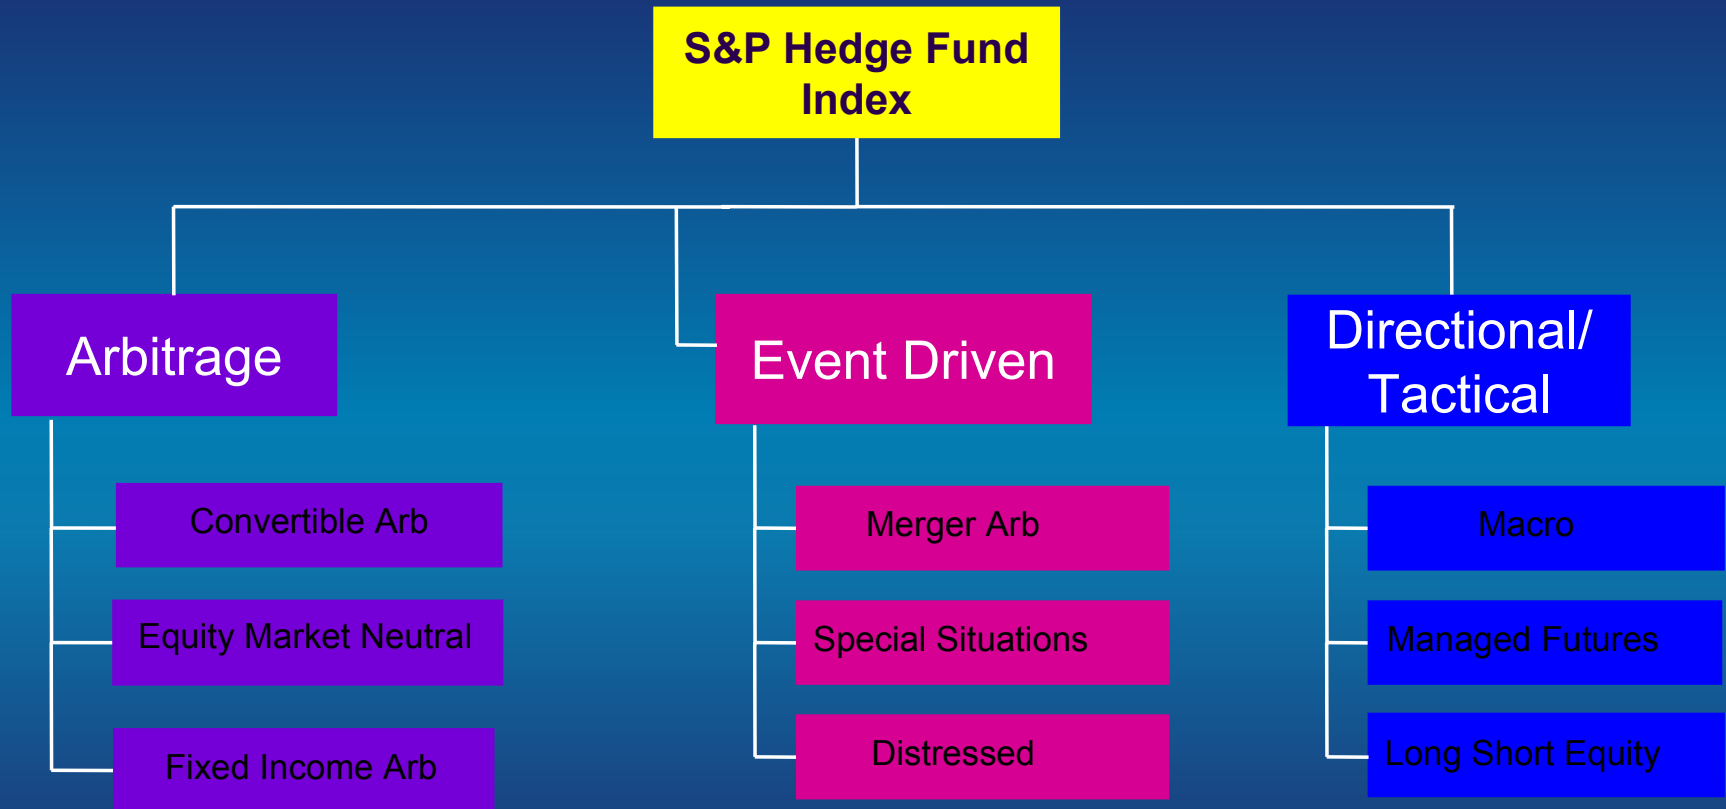 S&P Hedge Fund
Index
Arbitrage
Convertible Arb
Equity Market Neutral
Fixed Income Arb
Event Driven
Merger Arb
Special Situations
Distressed
Directional/
Tactical
Macro
Managed Futures
Long Short Equity